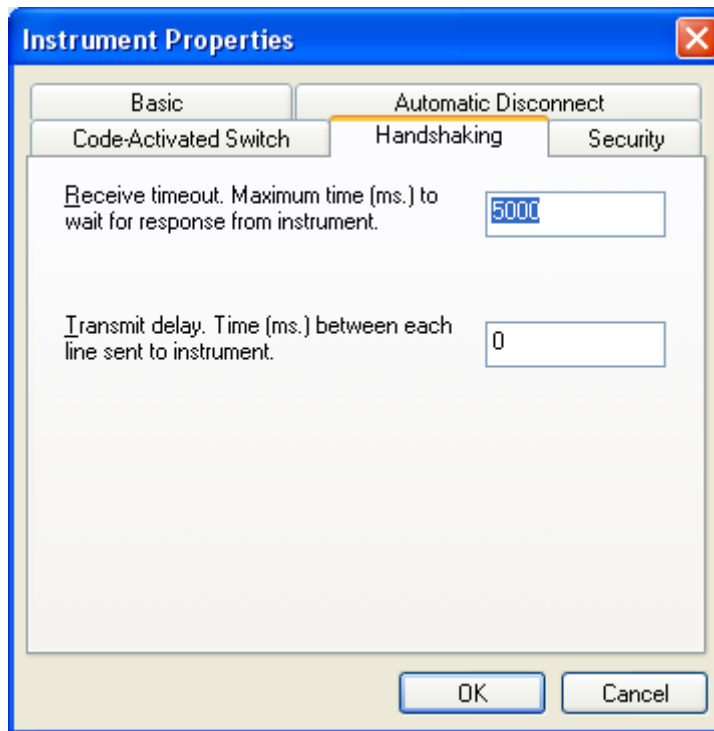 Instrument Properties
Basic
Automatic Disconnect
Code-Activated Switch
Handshaking
Security
Receive timeout. Maximum time (ms.) to
wait for response from instrument.
5000
Transmit delay. Time (ms.) between each
line sent to instrument.
0
OK
Cancel